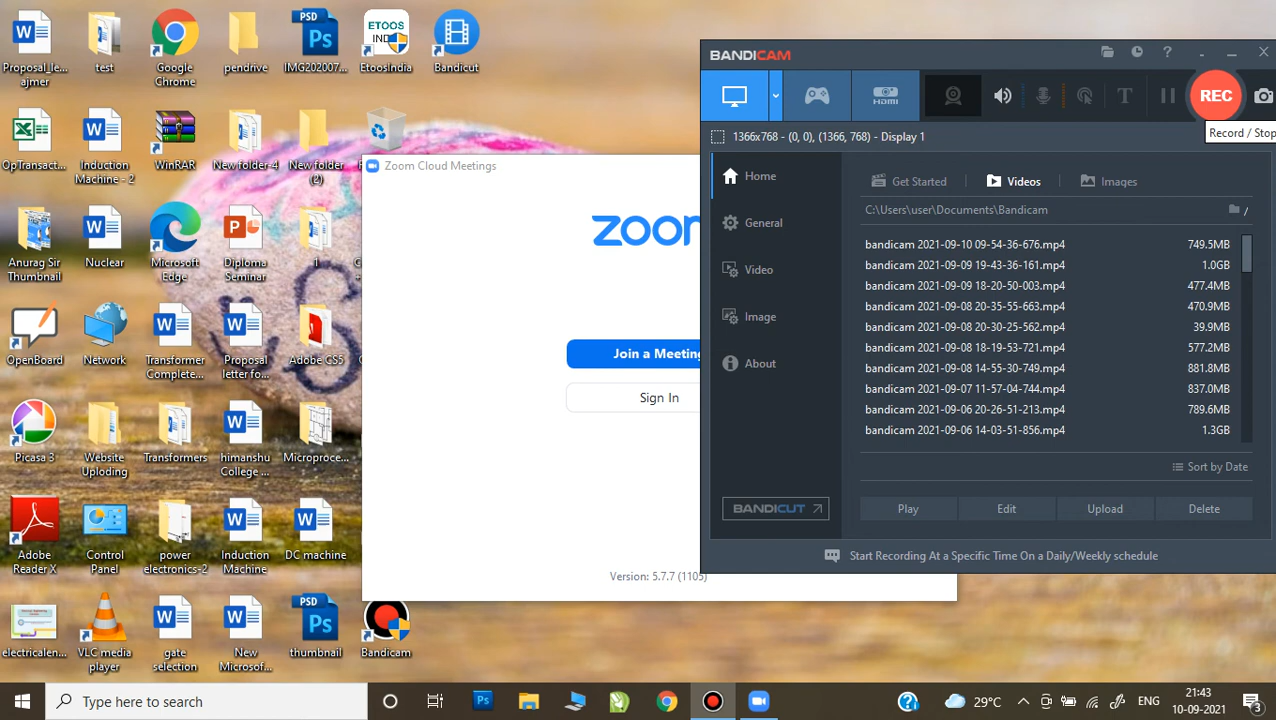 Proposal_le...
ajmer
test
Google
Chrome
pendrive
PSD
Ps
IMG202007...
ETOOS
INDIA
EtoosIndia
Bandicut
OpTransact...
Induction
Machine - 2
WinRAR
New folder-4
New folder
(2)
Anurag Sir
Thumbnail
Nuclear
Microsoft
Edge
Diploma
Seminar
1
OpenBoard
Network
Transformer
Complete...
Proposal
letter fo...
Adobe CS5
Picasa 3
Website
Uploding
Transformers
himanshu
College ...
Microproce...
Adobe
Reader X
Control
Panel
power
electronics-2
Induction
Machine
DC machine
electricalen...
VLC media
player
gate
selection
New
Microsof...
PSD
Ps
thumbnail
Bandicam
Zoom Cloud Meetings
zoom
Join a Meeting
Sign In
Version: 5.7.7 (1105)
BANDICAM
HDMI
REC
Record / Stop
1366x768 - (0, 0), (1366, 768) - Display 1
Home
General
Video
Image
About
BANDICUT
Get Started
Videos
Images
C:\Users\user\Documents\Bandicam
bandicam 2021-09-10 09-54-36-676.mp4 749.5MB
bandicam 2021-09-09 19-43-36-161.mp4 1.0GB
bandicam 2021-09-09 18-20-50-003.mp4 477.4MB
bandicam 2021-09-08 20-35-55-663.mp4 470.9MB
bandicam 2021-09-08 20-30-25-562.mp4 39.9MB
bandicam 2021-09-08 18-19-53-721.mp4 577.2MB
bandicam 2021-09-08 14-55-30-749.mp4 881.8MB
bandicam 2021-09-07 11-57-04-744.mp4 837.0MB
bandicam 2021-09-06 20-26-51-213.mp4 789.6MB
bandicam 2021-09-06 14-03-51-856.mp4 1.3GB
Sort by Date
Play Edit Upload Delete
Start Recording At a Specific Time On a Daily/Weekly schedule
Type here to search
Ps
29°C
ENG
21:43
10-09-2021
3